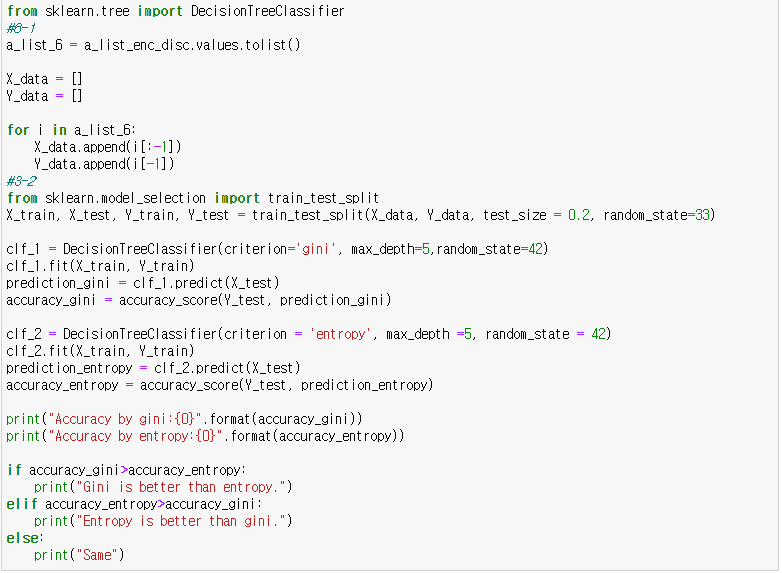 from sklearn.tree import DecisionTreeClassifier
#6-1
a_list_6 = a_list_enc_disc.values.tolist()
X_data = []
Y_data = []
for i in a_list_6:
    X_data.append(i[:-1])
    Y_data.append(i[-1])
#3-2
from sklearn.model_selection import train_test_split
X_train, X_test, Y_train, Y_test = train_test_split(X_data, Y_data, test_size = 0.2, random_state=33)
clf_1 = DecisionTreeClassifier(criterion='gini', max_depth=5,random_state=42)
clf_1.fit(X_train, Y_train)
prediction_gini = clf_1.predict(X_test)
accuracy_gini = accuracy_score(Y_test, prediction_gini)
clf_2 = DecisionTreeClassifier(criterion = 'entropy', max_depth =5, random_state = 42)
clf_2.fit(X_train, Y_train)
prediction_entropy = clf_2.predict(X_test)
accuracy_entropy = accuracy_score(Y_test, prediction_entropy)
print("Accuracy by gini:{0}".format(accuracy_gini))
print("Accuracy by entropy:{0}".format(accuracy_entropy))
if accuracy_gini>accuracy_entropy:
    print("Gini is better than entropy.")
elif accuracy_entropy>accuracy_gini:
    print("Entropy is better than gini.")
else:
    print("Same")